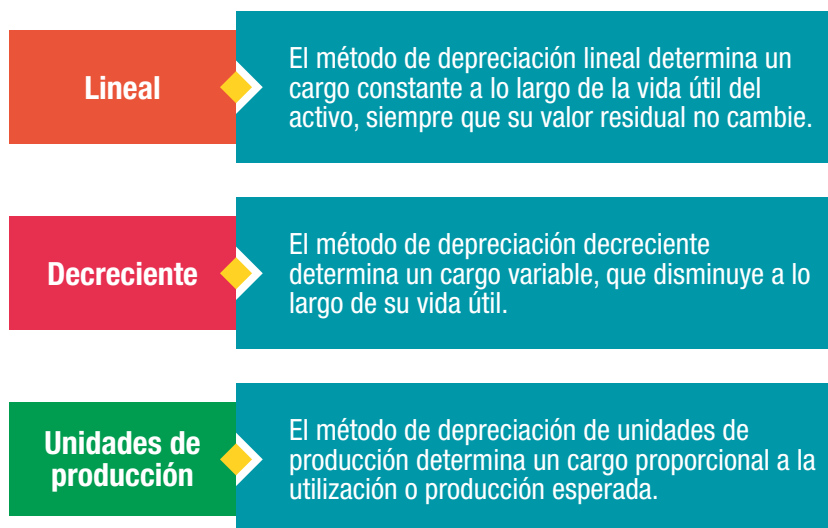 Lineal
El método de depreciación lineal determina un
cargo constante a lo largo de la vida útil del
activo, siempre que su valor residual no cambie.
Decreciente
El método de depreciación decreciente
determina un cargo variable, que disminuye a lo
largo de su vida útil.
Unidades de
producción
El método de depreciación de unidades de
producción determina un cargo proporcional a la
utilización o producción esperada.